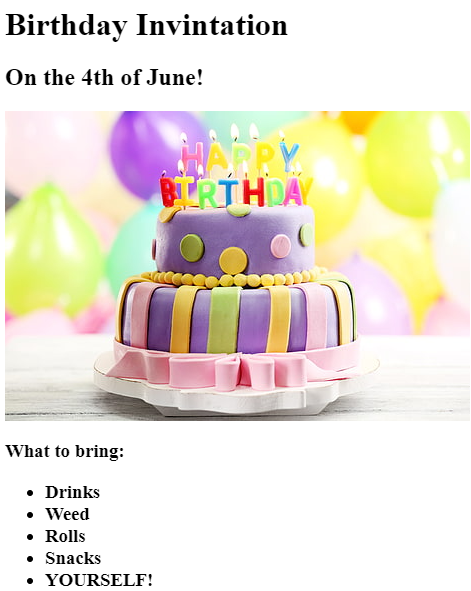 Birthday Invintation
On the 4th of June!
HAPPY
BIRTHDAY
What to bring:
Drinks
Weed
Rolls
Snacks
YOURSELF!